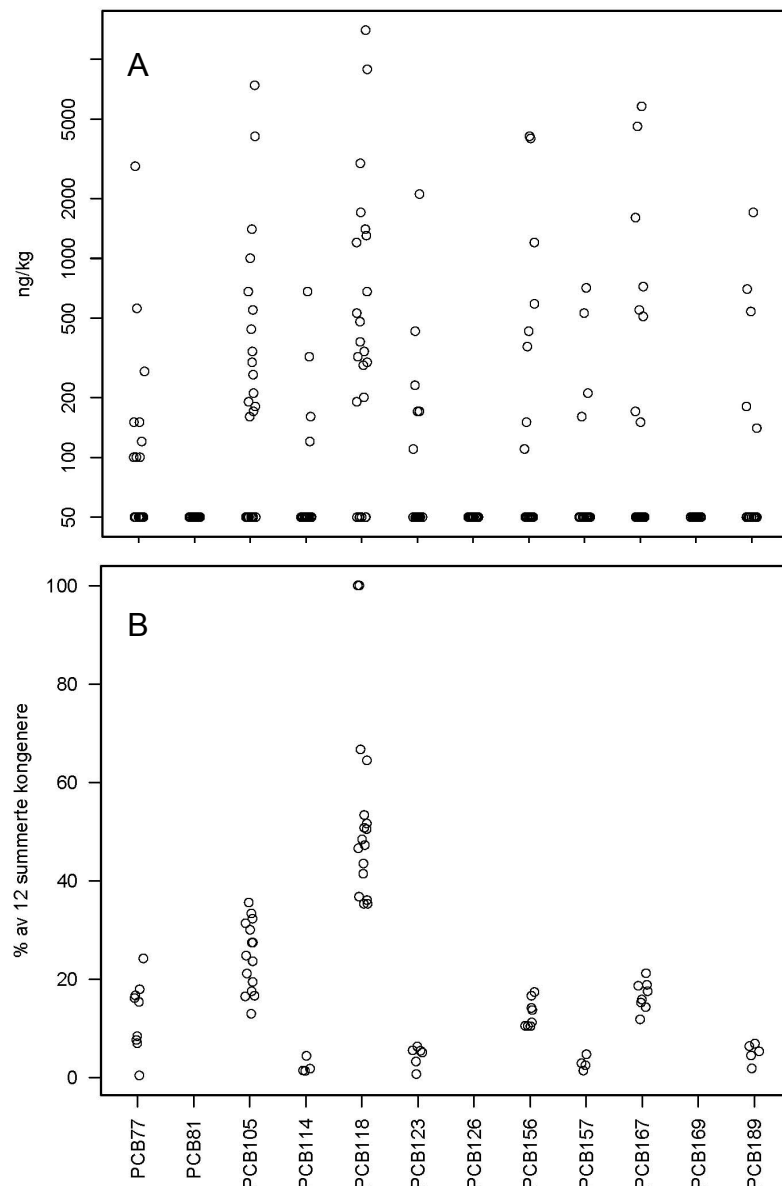 A
ng/kg
5000
2000
1000
500
200
100
50
B
% av 12 summerte kongenere
100
80
60
40
20
0
PCB77
PCB81
PCB105
PCB114
PCB118
PCB123
PCB126
PCB156
PCB157
PCB167
PCB169
PCB189